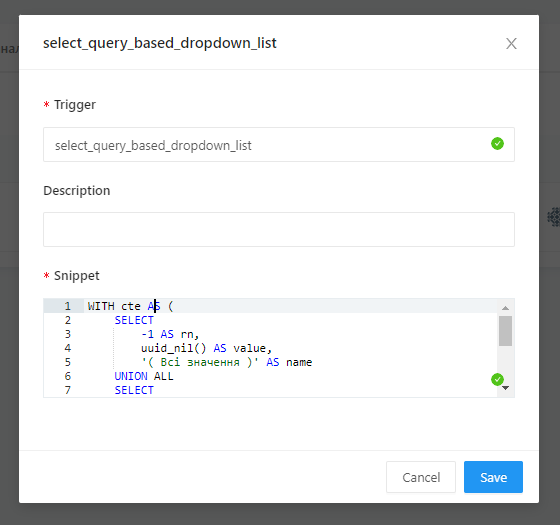 select_query_based_dropdown_list
* Trigger
select_query_based_dropdown_list
Description
* Snippet
1 WITH cte AS (
2 SELECT
3 -1 AS rn,
4 uuid_nil() AS value,
5 '( Всі значення )' AS name
6 UNION ALL
7 SELECT
Cancel Save